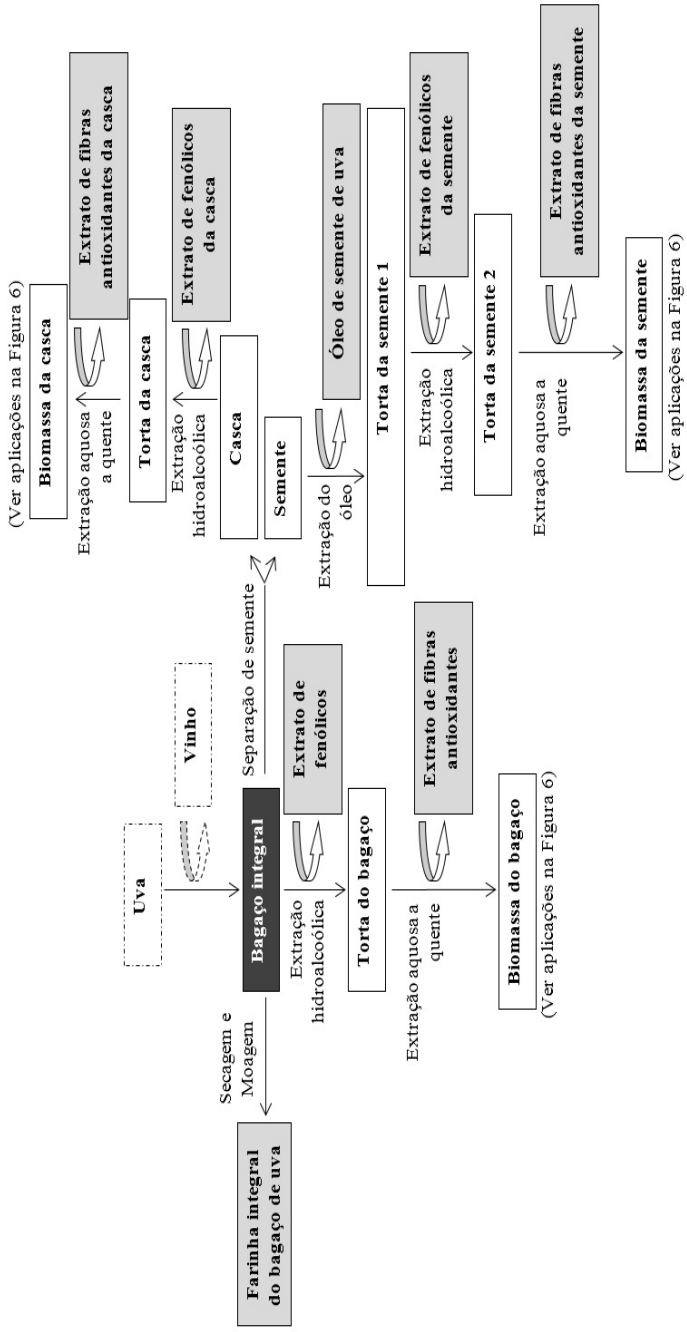 Uva
Vinho
Bagaço integral
Secagem e
Moagem
Farinha integral
do bagaço de uva
Extração
hidroalcoólica
Extrato de
fenólicos
Torta do bagaço
Extração aquosa a
quente
Extrato de fibras
antioxidantes
Biomassa do bagaço
(Ver aplicações na Figura 6)
Separação de semente
(Ver aplicações na Figura 6)
Biomassa da casca
Extração aquosa
a quente
Extrato de fibras
antioxidantes da casca
Torta da casca
Extração
hidroalcoólica
Extrato de fenólicos
da casca
Casca
Semente
Extração do
óleo
Óleo de semente de uva
Torta da semente 1
Extração
hidroalcoólica
Extrato de fenólicos
da semente
Torta da semente 2
Extração aquosa a
quente
Extrato de fibras
antioxidantes da semente
Biomassa da semente
(Ver aplicações na Figura 6)